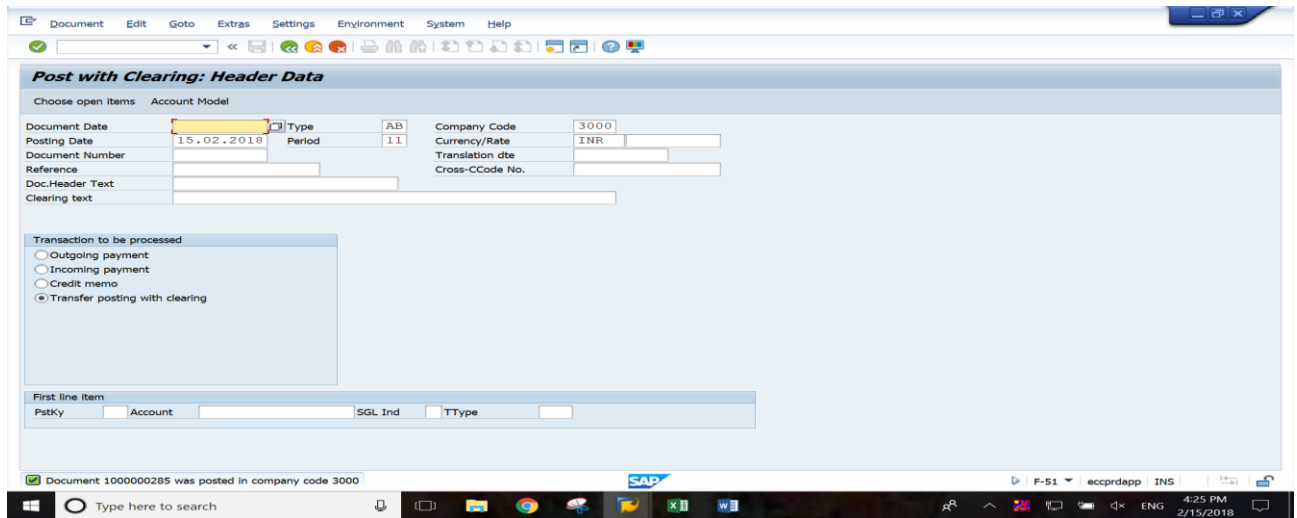 Document Edit Goto Extras Settings Environment System Help
Post with Clearing: Header Data
Choose open items Account Model
Document Date Type AB Company Code 3000
Posting Date 15.02.2018 Period 11 Currency/Rate INR
Document Number Translation dte
Reference Cross-CCode No.
Doc.Header Text
Clearing text
Transaction to be processed
Outgoing payment
Incoming payment
Credit memo
Transfer posting with clearing
First line item
PstKy Account SGL Ind TType
Document 1000000285 was posted in company code 3000 SAP F-51 eccprdapp INS
Type here to search ENG 4:25 PM
2/15/2018